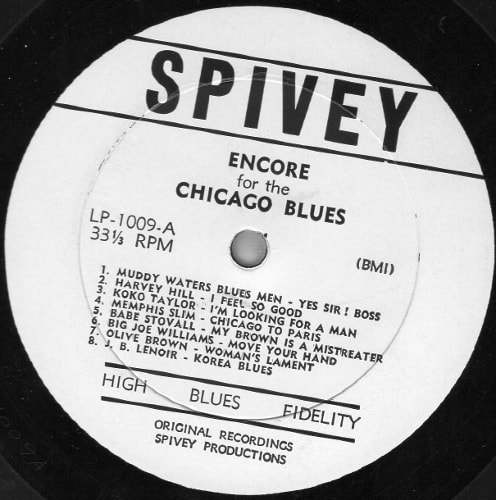 SPIVEY
ENCORE
for the
CHICAGO BLUES
LP-1009-A
33⅓ RPM
(BMI)
1. MUDDY WATERS BLUES MEN - YES SIR! BOSS
2. HARVEY HILL - I FEEL SO GOOD
3. KOKO TAYLOR - I'M LOOKING FOR A MAN
4. MEMPHIS SLIM - CHICAGO TO PARIS
5. BABE STOVALL - MY BROWN IS A MISTREATER
6. BIG JOE WILLIAMS - MOVE YOUR HAND
7. OLIVE BROWN - WOMAN'S LAMENT
8. J. B. LENOIR - KOREA BLUES
HIGH BLUES FIDELITY
ORIGINAL RECORDINGS
SPIVEY PRODUCTIONS